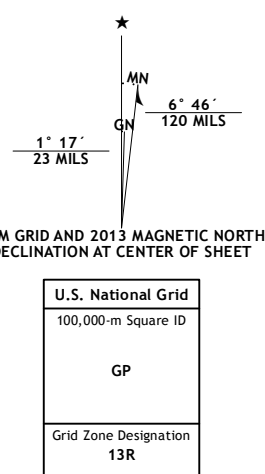 ★
MN
GN
6° 46´
120 MILS
1° 17´
23 MILS
M GRID AND 2013 MAGNETIC NORTH
DECLINATION AT CENTER OF SHEET
U.S. National Grid
100,000-m Square ID
GP
Grid Zone Designation
13R